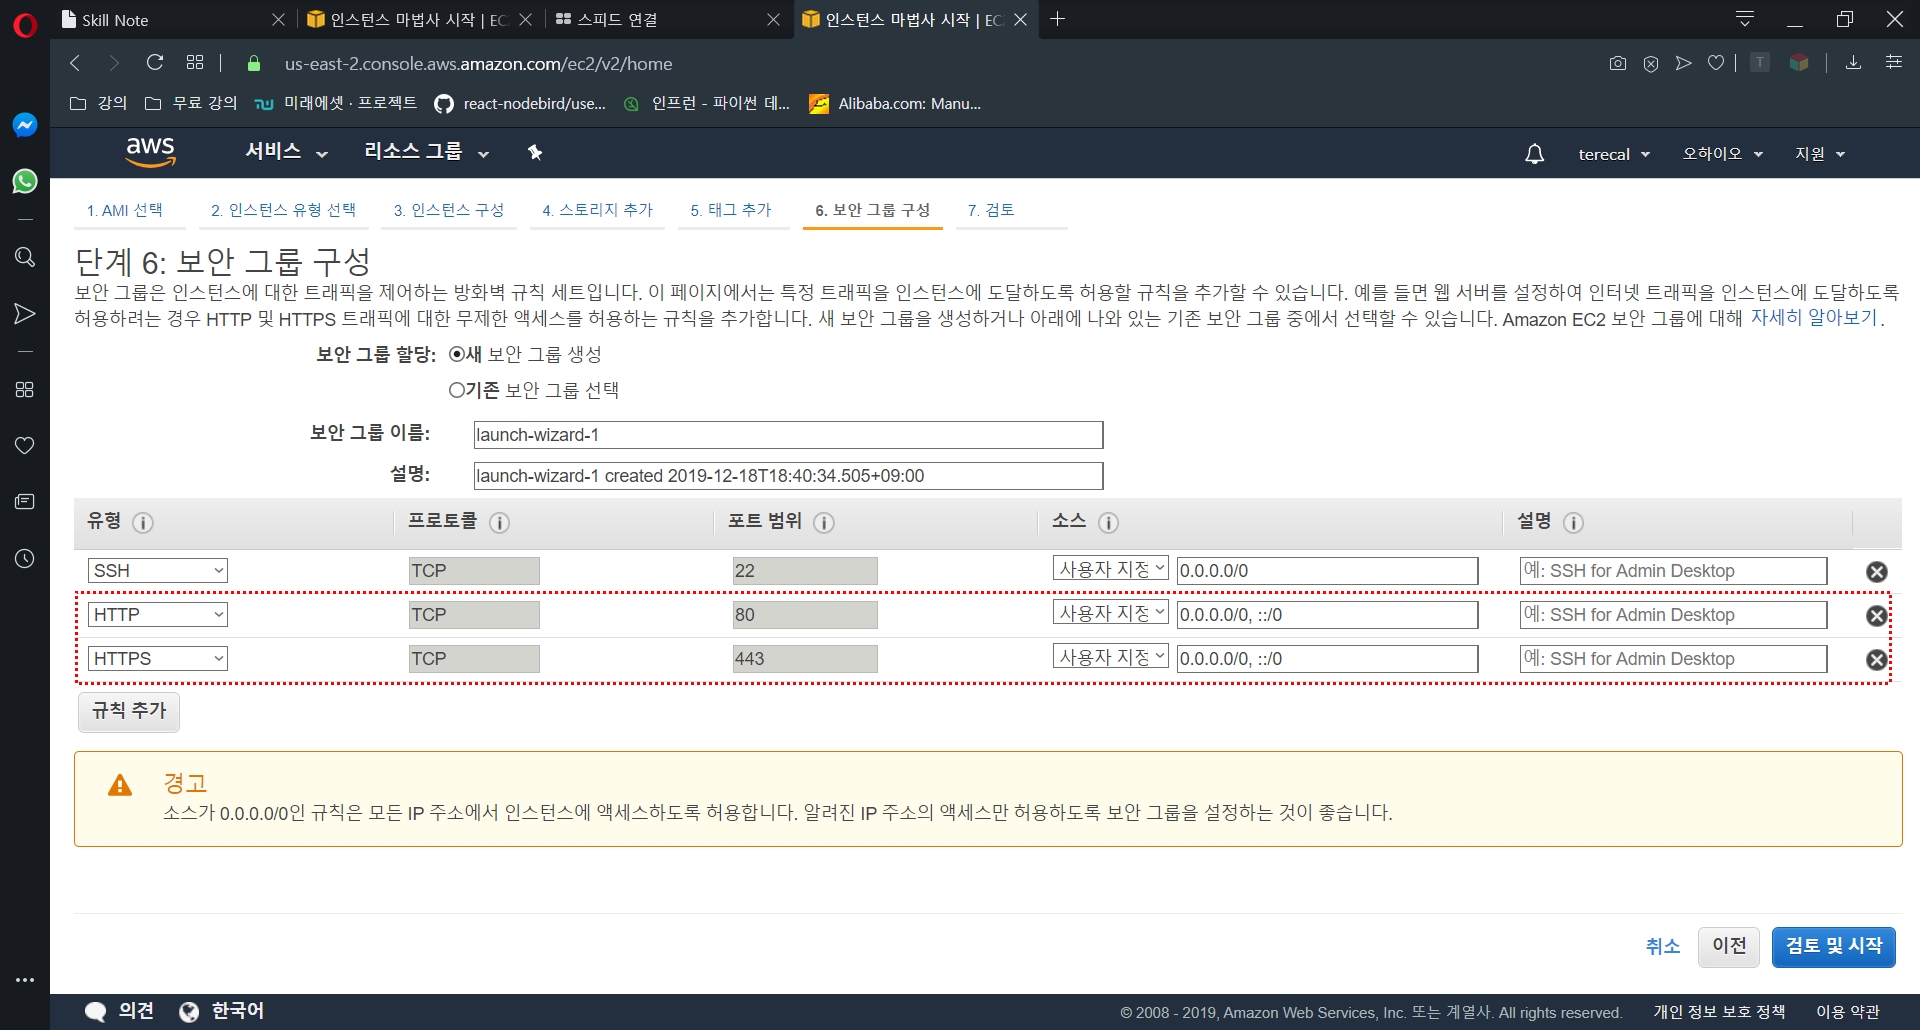 Skill Note
인스턴스 마법사 시작 | EC
스피드 연결
인스턴스 마법사 시작 | EC
us-east-2.console.aws.amazon.com/ec2/v2/home
T
강의
무료 강의
미래에셋 · 프로젝트
react-nodebird/use...
인프런 - 파이썬 데...
Alibaba.com: Manu...
aws
서비스
리소스 그룹
terecal
오하이오
지원
1. AMI 선택
2. 인스턴스 유형 선택
3. 인스턴스 구성
4. 스토리지 추가
5. 태그 추가
6. 보안 그룹 구성
7. 검토
단계 6: 보안 그룹 구성
보안 그룹은 인스턴스에 대한 트래픽을 제어하는 방화벽 규칙 세트입니다. 이 페이지에서는 특정 트래픽을 인스턴스에 도달하도록 허용할 규칙을 추가할 수 있습니다. 예를 들면 웹 서버를 설정하여 인터넷 트래픽을 인스턴스에 도달하도록
허용하려는 경우 HTTP 및 HTTPS 트래픽에 대한 무제한 액세스를 허용하는 규칙을 추가합니다. 새 보안 그룹을 생성하거나 아래에 나와 있는 기존 보안 그룹 중에서 선택할 수 있습니다. Amazon EC2 보안 그룹에 대해 자세히 알아보기.
보안 그룹 할당: 새 보안 그룹 생성
기존 보안 그룹 선택
보안 그룹 이름: launch-wizard-1
설명: launch-wizard-1 created 2019-12-18T18:40:34.505+09:00
유형 프로토콜 포트 범위 소스 설명
SSH TCP 22 사용자 지정 0.0.0.0/0 예: SSH for Admin Desktop
HTTP TCP 80 사용자 지정 0.0.0.0/0, ::/0 예: SSH for Admin Desktop
HTTPS TCP 443 사용자 지정 0.0.0.0/0, ::/0 예: SSH for Admin Desktop
규칙 추가
경고
소스가 0.0.0.0/0인 규칙은 모든 IP 주소에서 인스턴스에 액세스하도록 허용합니다. 알려진 IP 주소의 액세스만 허용하도록 보안 그룹을 설정하는 것이 좋습니다.
취소
이전
검토 및 시작
의견
한국어
© 2008 - 2019, Amazon Web Services, Inc. 또는 계열사. All rights reserved.
개인 정보 보호 정책
이용 약관